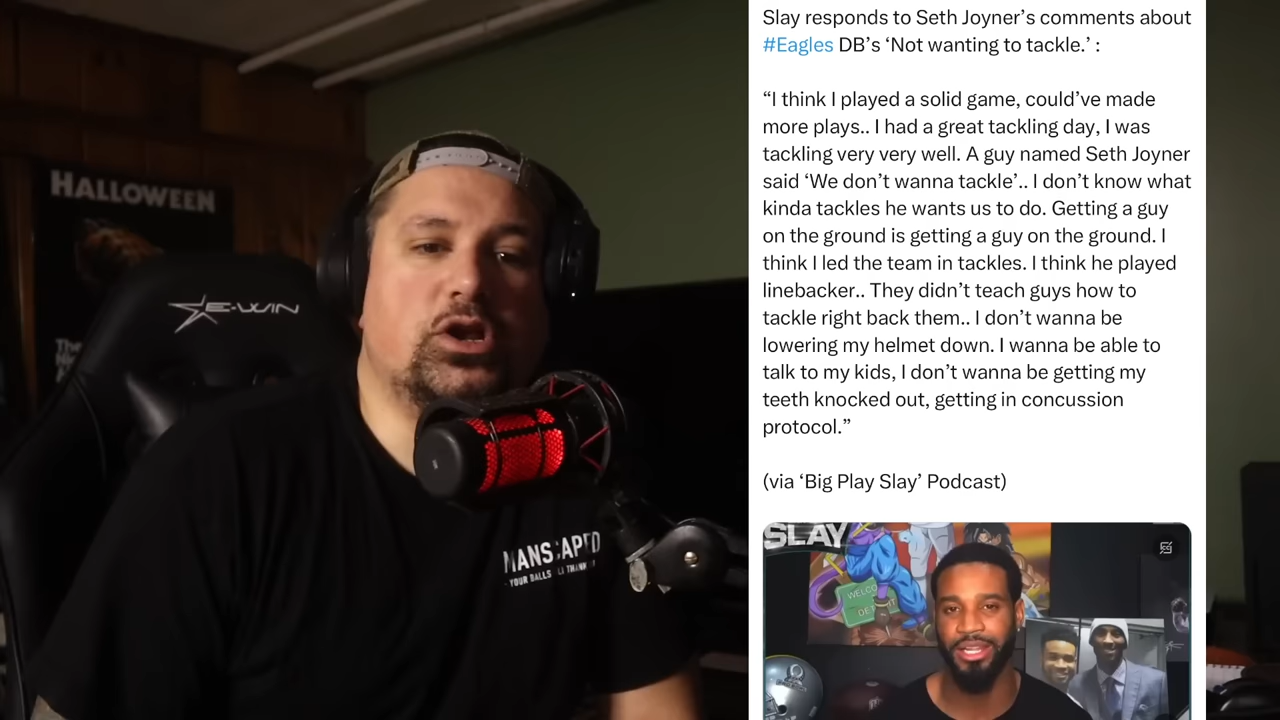 HALLOWEEN
E-WIN
MANSCAPED
Slay responds to Seth Joyner’s comments about
#Eagles DB’s ‘Not wanting to tackle.’ :
“I think I played a solid game, could’ve made
more plays.. I had a great tackling day, I was
tackling very very well. A guy named Seth Joyner
said ‘We don’t wanna tackle’.. I don’t know what
kinda tackles he wants us to do. Getting a guy
on the ground is getting a guy on the ground. I
think I led the team in tackles. I think he played
linebacker.. They didn’t teach guys how to
tackle right back them.. I don’t wanna be
lowering my helmet down. I wanna be able to
talk to my kids, I don’t wanna be getting my
teeth knocked out, getting in concussion
protocol.”
(via ‘Big Play Slay’ Podcast)
SLAY